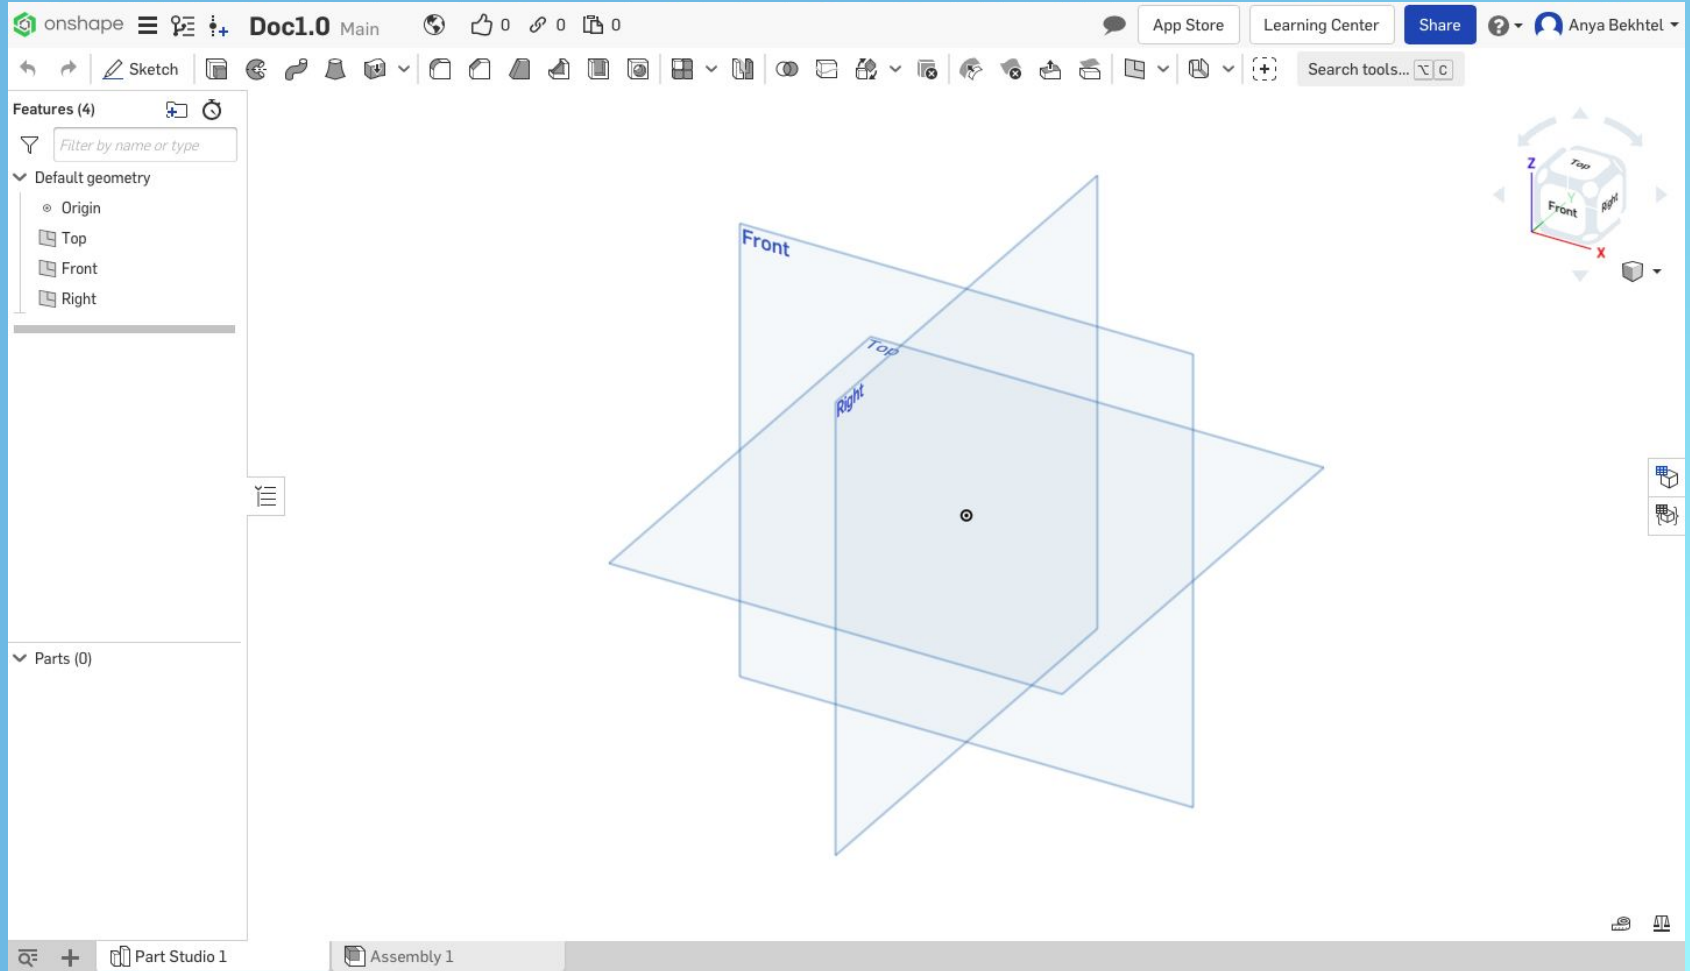 onshape Doc1.0 Main 0 0 0 App Store Learning Center Share Anya Bekhtel
Sketch Search tools... ⌥ C
Features (4)
Filter by name or type
Default geometry
Origin
Top
Front
Right
Parts (0)
Front
Top
Right
Z
Top
Y
Front
Right
X
Part Studio 1 Assembly 1